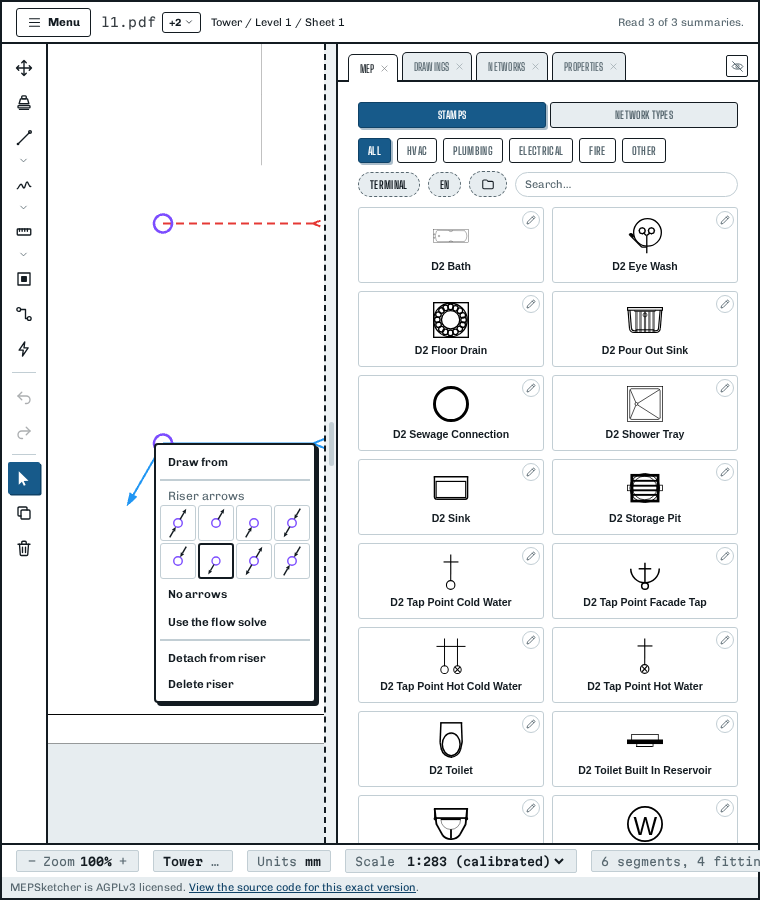 Menu
l1.pdf
+2
Tower / Level 1 / Sheet 1
Read 3 of 3 summaries.
MEP
DRAWINGS
NETWORKS
PROPERTIES
STAMPS
NETWORK TYPES
ALL
HVAC
PLUMBING
ELECTRICAL
FIRE
OTHER
TERMINAL
EN
Search...
D2 Bath
D2 Eye Wash
D2 Floor Drain
D2 Pour Out Sink
D2 Sewage Connection
D2 Shower Tray
D2 Sink
D2 Storage Pit
D2 Tap Point Cold Water
D2 Tap Point Facade Tap
D2 Tap Point Hot Cold Water
D2 Tap Point Hot Water
D2 Toilet
D2 Toilet Built In Reservoir
W
Draw from
Riser arrows
No arrows
Use the flow solve
Detach from riser
Delete riser
− Zoom 100% +
Tower …
Units mm
Scale 1:283 (calibrated)
6 segments, 4 fittin
MEPSketcher is AGPLv3 licensed. View the source code for this exact version.